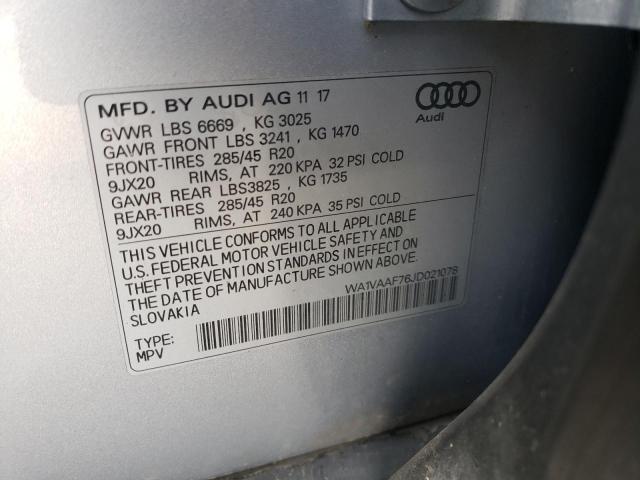 MFD. BY AUDI AG 11 17
Audi
GVWR LBS 6669 , KG 3025
GAWR FRONT LBS 3241 , KG 1470
FRONT-TIRES 285/45 R20
9JX20 RIMS, AT 220 KPA 32 PSI COLD
GAWR REAR LBS3825 , KG 1735
REAR-TIRES 285/45 R20
9JX20 RIMS, AT 240 KPA 35 PSI COLD
THIS VEHICLE CONFORMS TO ALL APPLICABLE
U.S. FEDERAL MOTOR VEHICLE SAFETY AND
THEFT PREVENTION STANDARDS IN EFFECT ON
THE DATE OF MANUFACTURE SHOWN ABOVE.
SLOVAKIA
WA1VAAF76JD021078
TYPE:
MPV